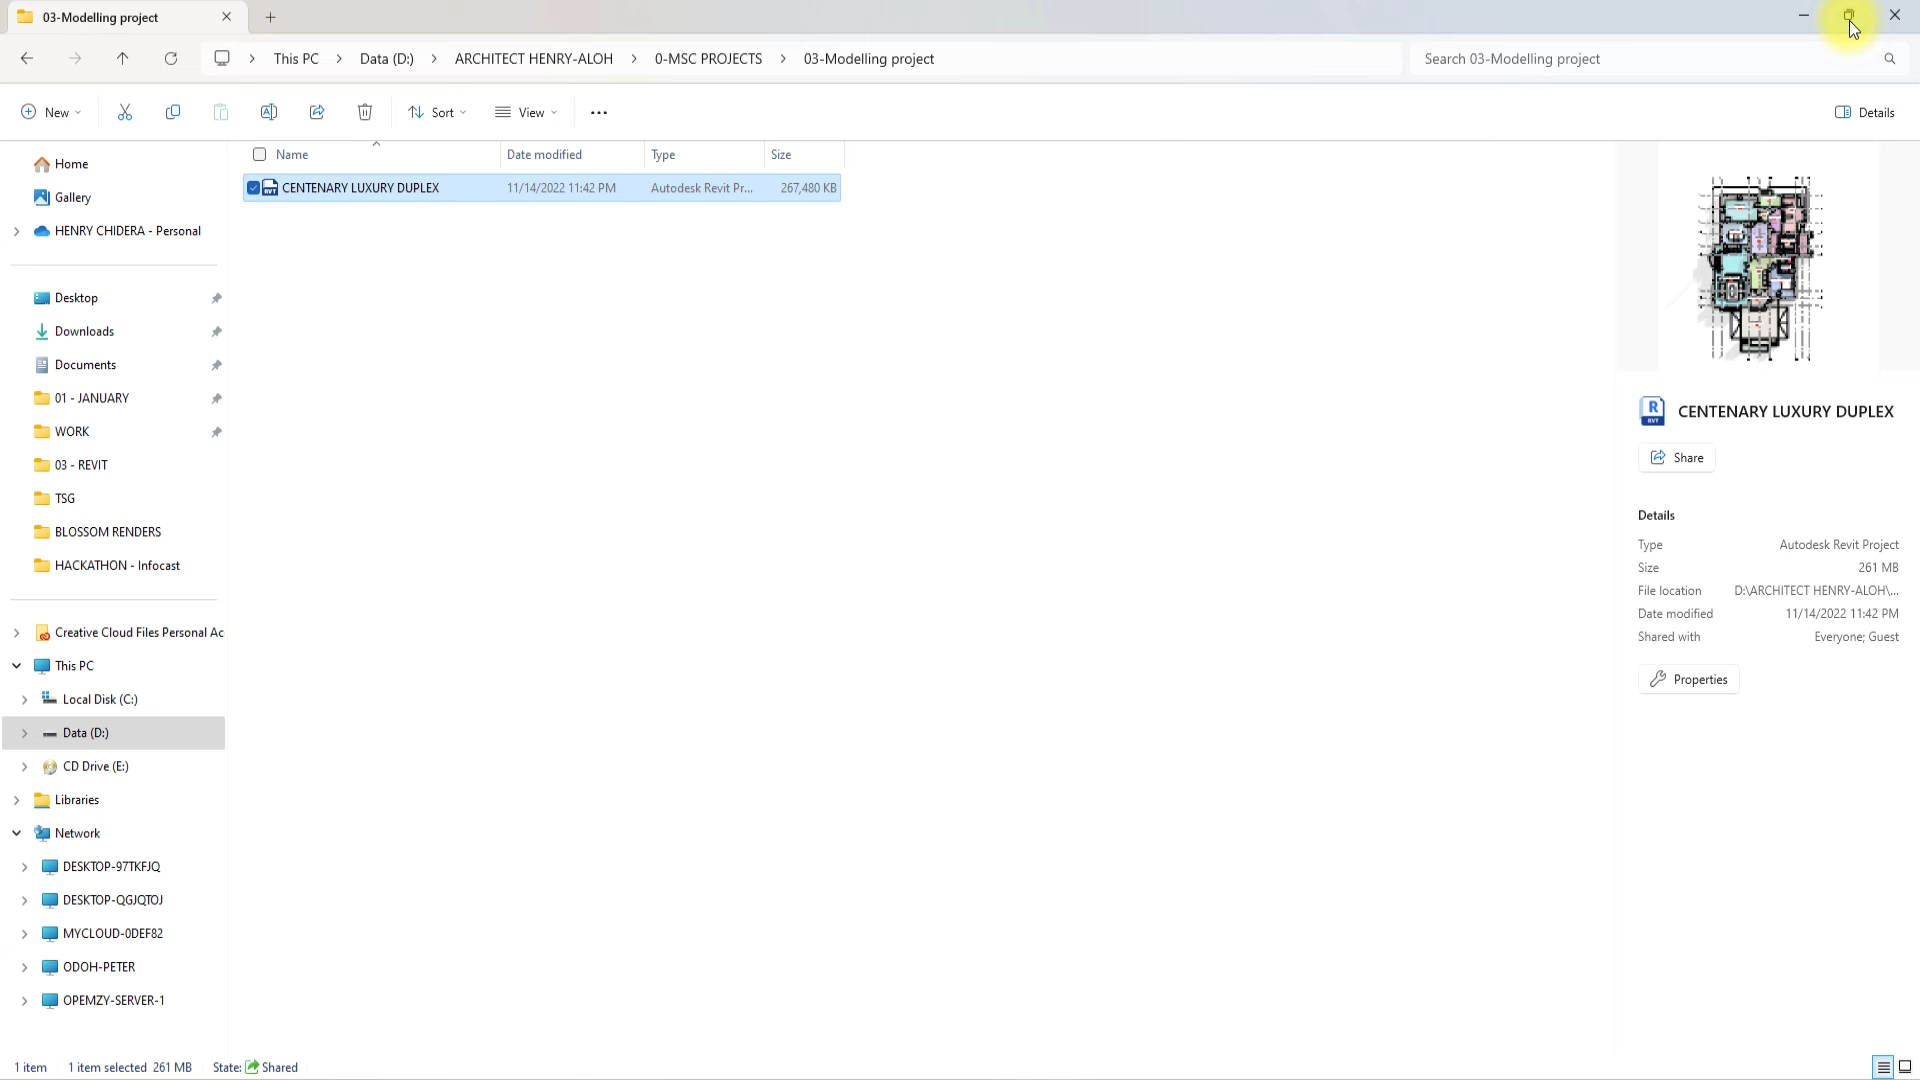 03-Modelling project
This PC > Data (D:) > ARCHITECT HENRY-ALOH > 0-MSC PROJECTS > 03-Modelling project
Search 03-Modelling project
New
Sort
View
Details
Home
Gallery
HENRY CHIDERA - Personal
Desktop
Downloads
Documents
01 - JANUARY
WORK
03 - REVIT
TSG
BLOSSOM RENDERS
HACKATHON - Infocast
Creative Cloud Files Personal Ac
This PC
Local Disk (C:)
Data (D:)
CD Drive (E:)
Libraries
Network
DESKTOP-97TKFJQ
DESKTOP-QGJQTOJ
MYCLOUD-0DEF82
ODOH-PETER
OPEMZY-SERVER-1
Name Date modified Type Size
CENTENARY LUXURY DUPLEX 11/14/2022 11:42 PM Autodesk Revit Pr... 267,480 KB
R
RVT
CENTENARY LUXURY DUPLEX
Share
Details
Type Autodesk Revit Project
Size 261 MB
File location D:\ARCHITECT HENRY-ALOH\...
Date modified 11/14/2022 11:42 PM
Shared with Everyone; Guest
Properties
1 item 1 item selected 261 MB State: Shared